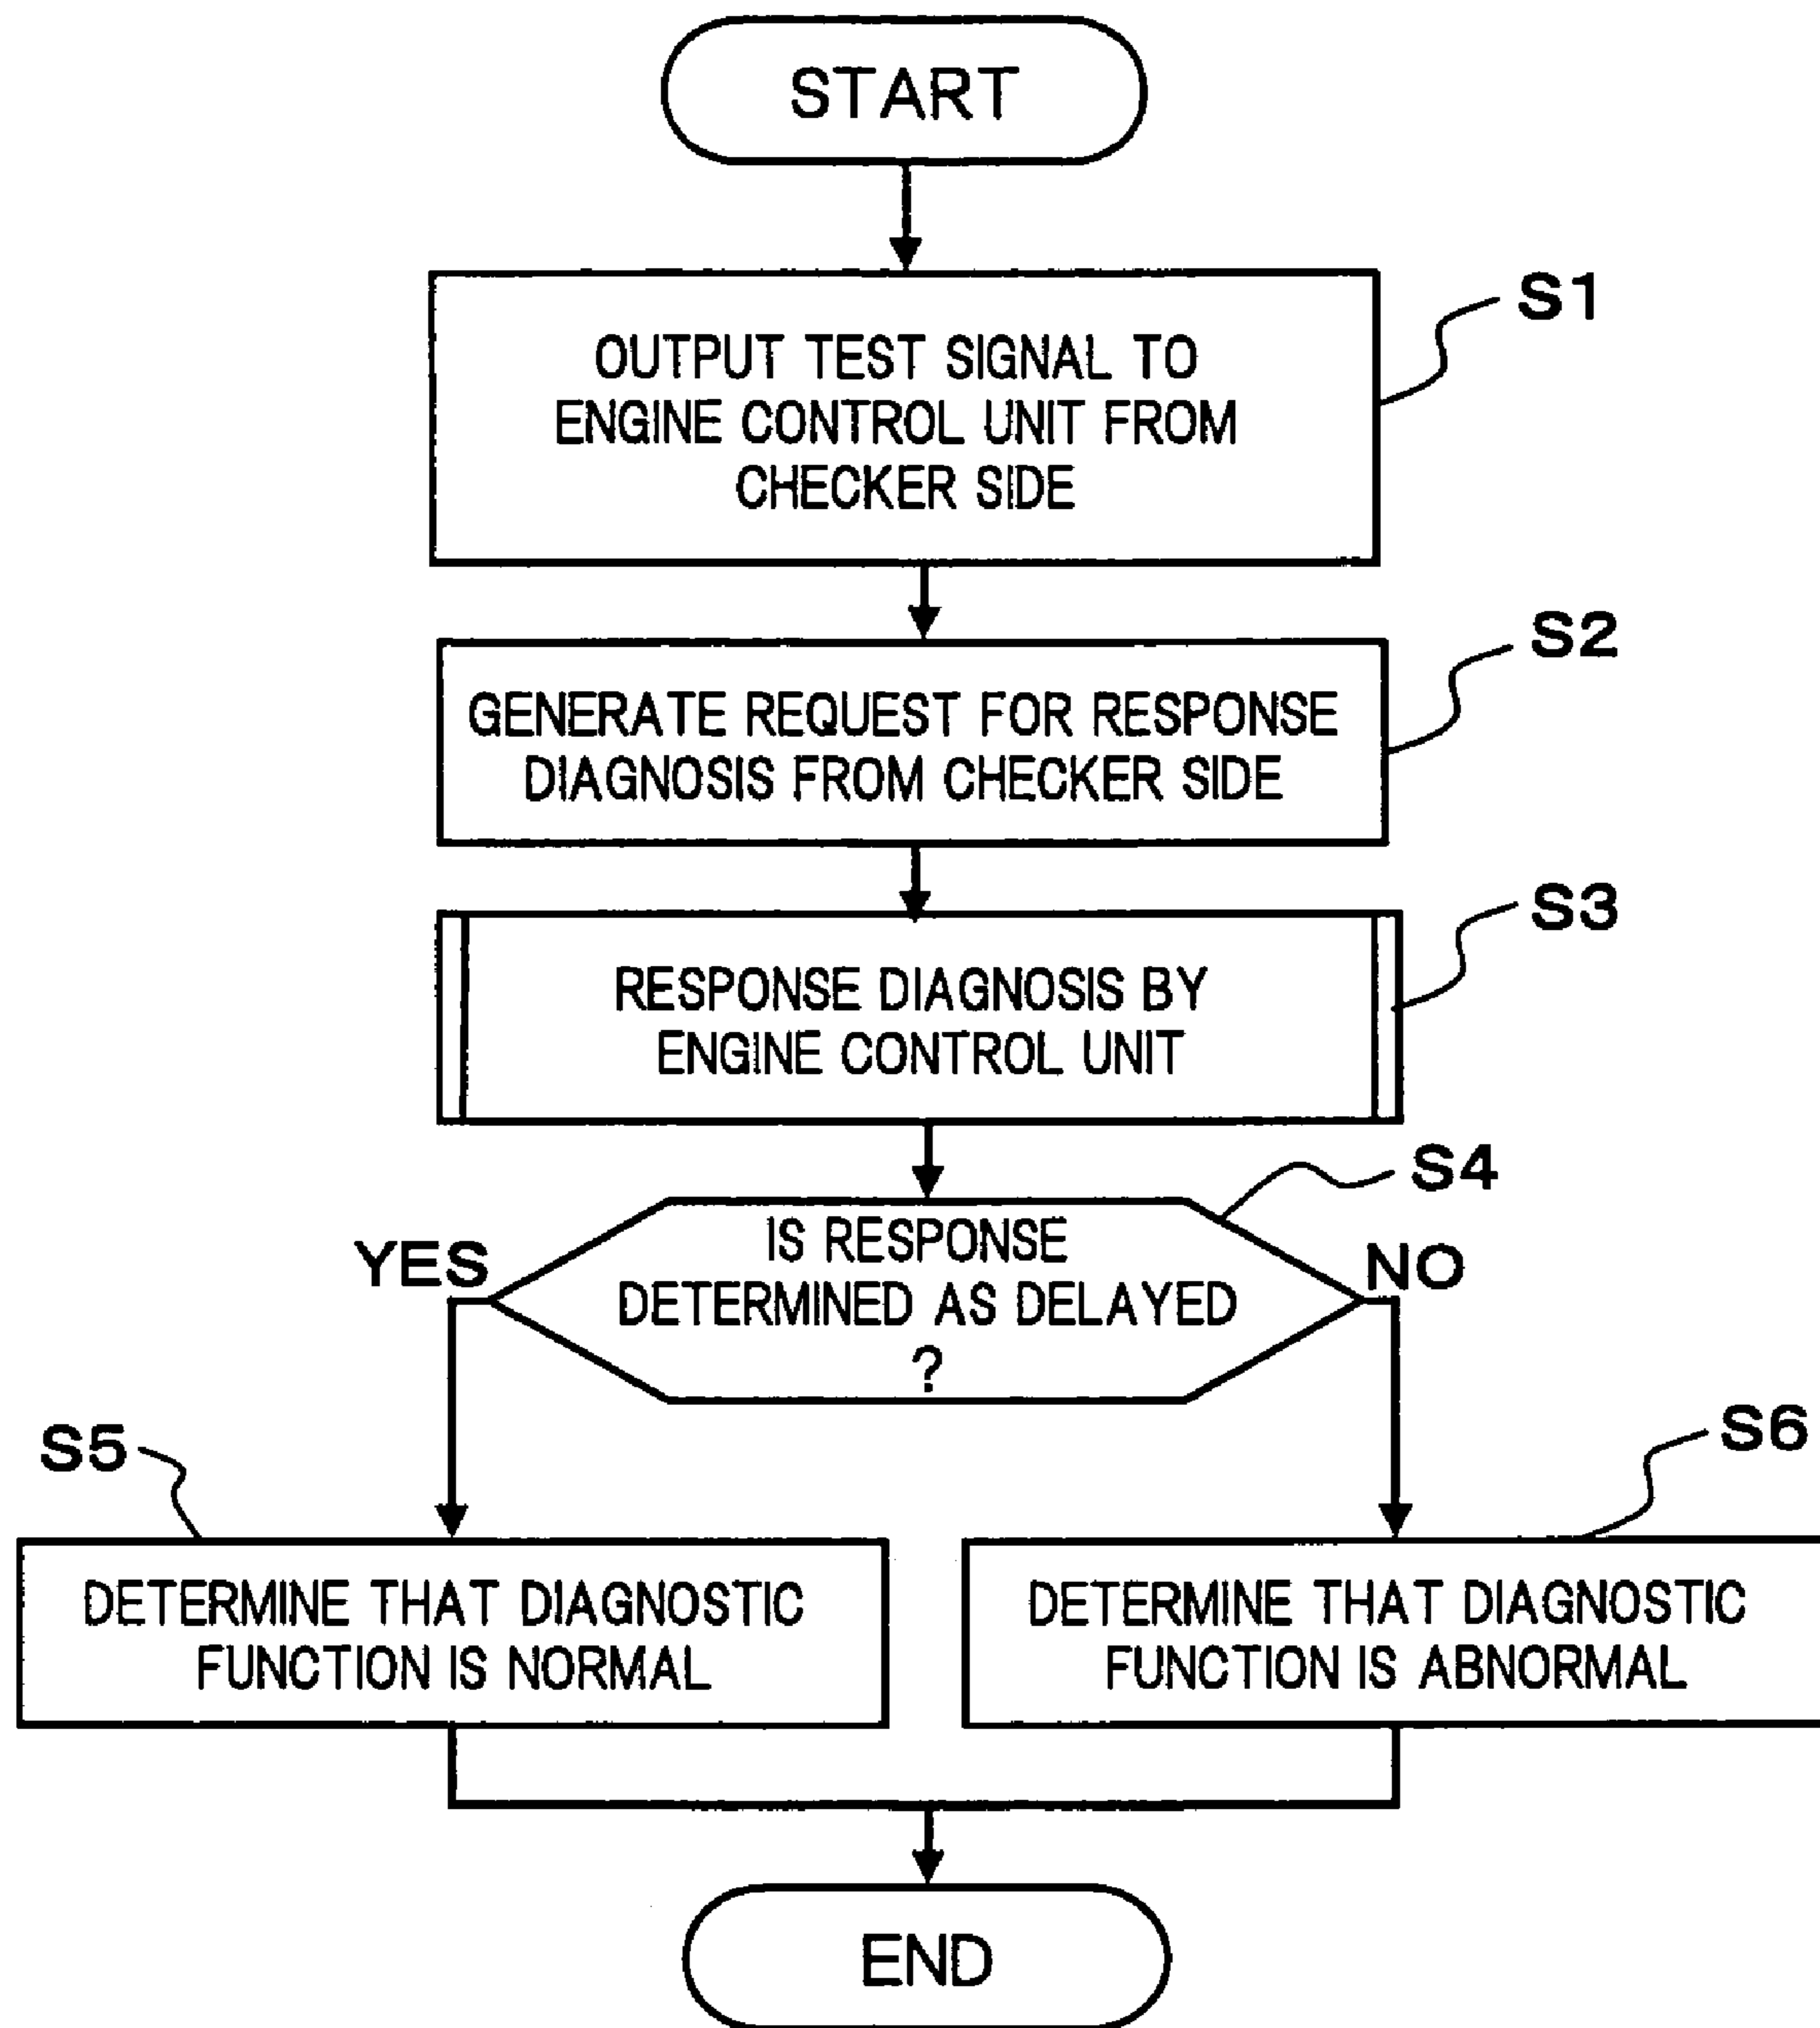 START
S1
OUTPUT TEST SIGNAL TO
ENGINE CONTROL UNIT FROM
CHECKER SIDE
S2
GENERATE REQUEST FOR RESPONSE
DIAGNOSIS FROM CHECKER SIDE
S3
RESPONSE DIAGNOSIS BY
ENGINE CONTROL UNIT
S4
IS RESPONSE
DETERMINED AS DELAYED
?
YES
NO
S5
DETERMINE THAT DIAGNOSTIC
FUNCTION IS NORMAL
S6
DETERMINE THAT DIAGNOSTIC
FUNCTION IS ABNORMAL
END